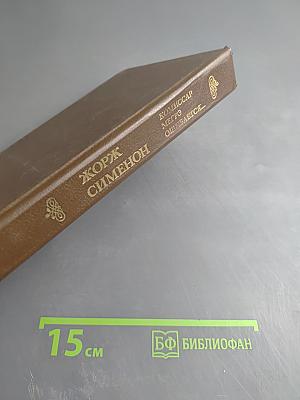 ЖОРЖ
СИМЕНОН
КОМИССАР
МЕГРЭ
ОШИБАЕТСЯ...
15 см
БФ БИБЛИОФАН